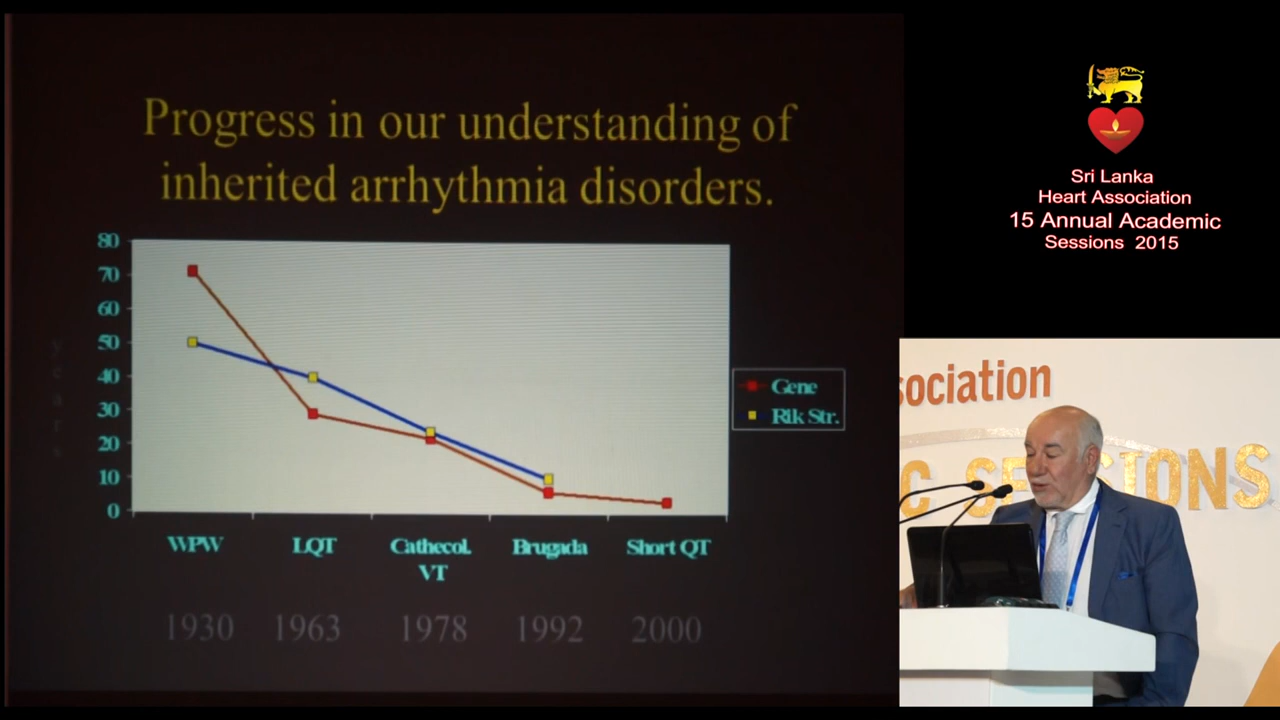 Progress in our understanding of
inherited arrhythmia disorders.
80
70
60
50
40
30
20
10
0
years
Gene
Rik Str.
WPW
LQT
Cathecol.
VT
Brugada
Short QT
1930
1963
1978
1992
2000
Sri Lanka
Heart Association
15 Annual Academic
Sessions 2015
sociation
C SESSIONS